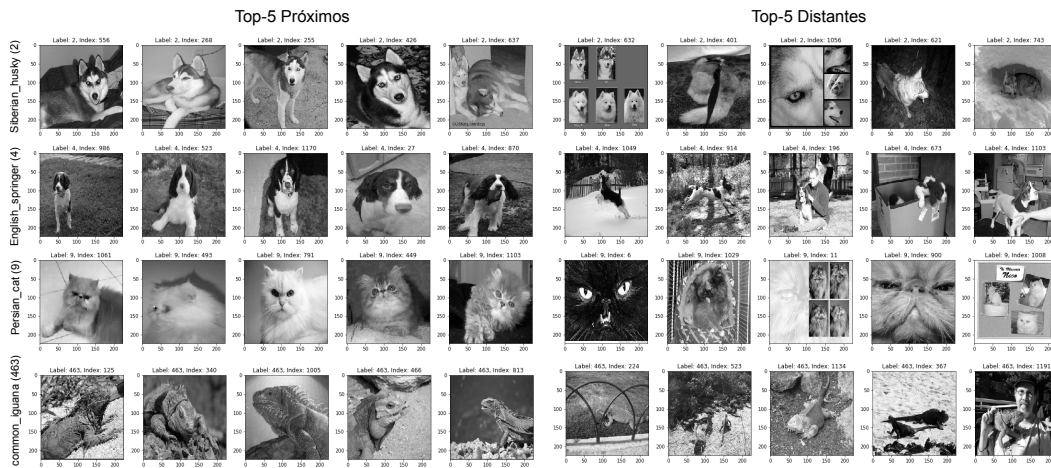 Top-5 Próximos
Top-5 Distantes
Siberian_husky (2)
Label: 2, Index: 556
Label: 2, Index: 268
Label: 2, Index: 255
Label: 2, Index: 426
Label: 2, Index: 637
Label: 2, Index: 632
Label: 2, Index: 401
Label: 2, Index: 1056
Label: 2, Index: 621
Label: 2, Index: 743
English_springer (4)
Label: 4, Index: 986
Label: 4, Index: 523
Label: 4, Index: 1170
Label: 4, Index: 27
Label: 4, Index: 870
Label: 4, Index: 1049
Label: 4, Index: 914
Label: 4, Index: 196
Label: 4, Index: 673
Label: 4, Index: 1103
Persian_cat (9)
Label: 9, Index: 1061
Label: 9, Index: 493
Label: 9, Index: 791
Label: 9, Index: 449
Label: 9, Index: 1103
Label: 9, Index: 6
Label: 9, Index: 1029
Label: 9, Index: 11
Label: 9, Index: 900
Label: 9, Index: 1008
Nico
common_iguana (463)
Label: 463, Index: 125
Label: 463, Index: 340
Label: 463, Index: 1005
Label: 463, Index: 466
Label: 463, Index: 813
Label: 463, Index: 224
Label: 463, Index: 523
Label: 463, Index: 1134
Label: 463, Index: 367
Label: 463, Index: 1191